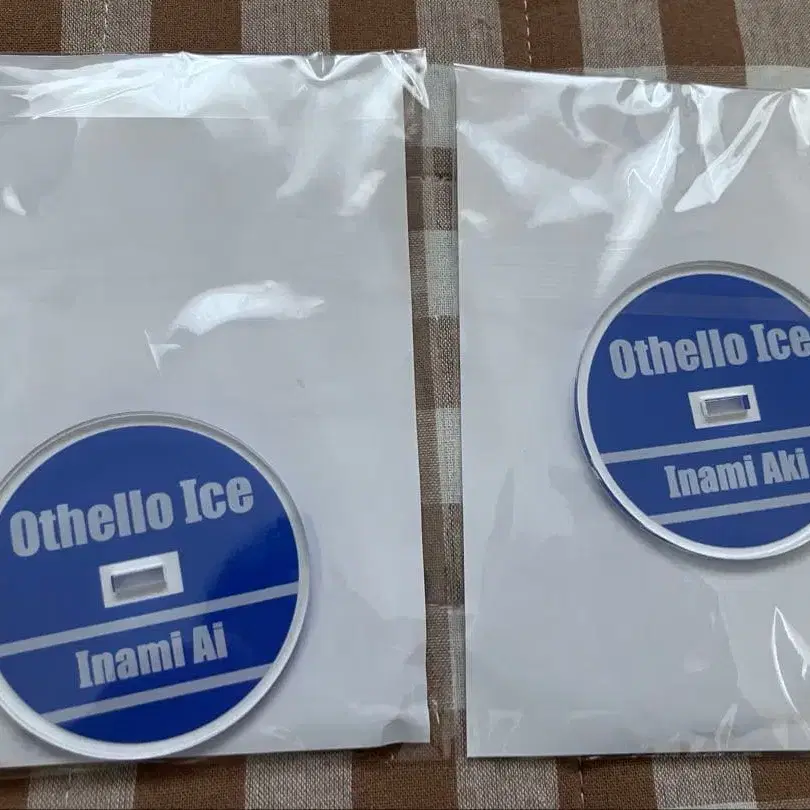 Othello Ice
Inami Ai
Othello Ice
Inami Aki